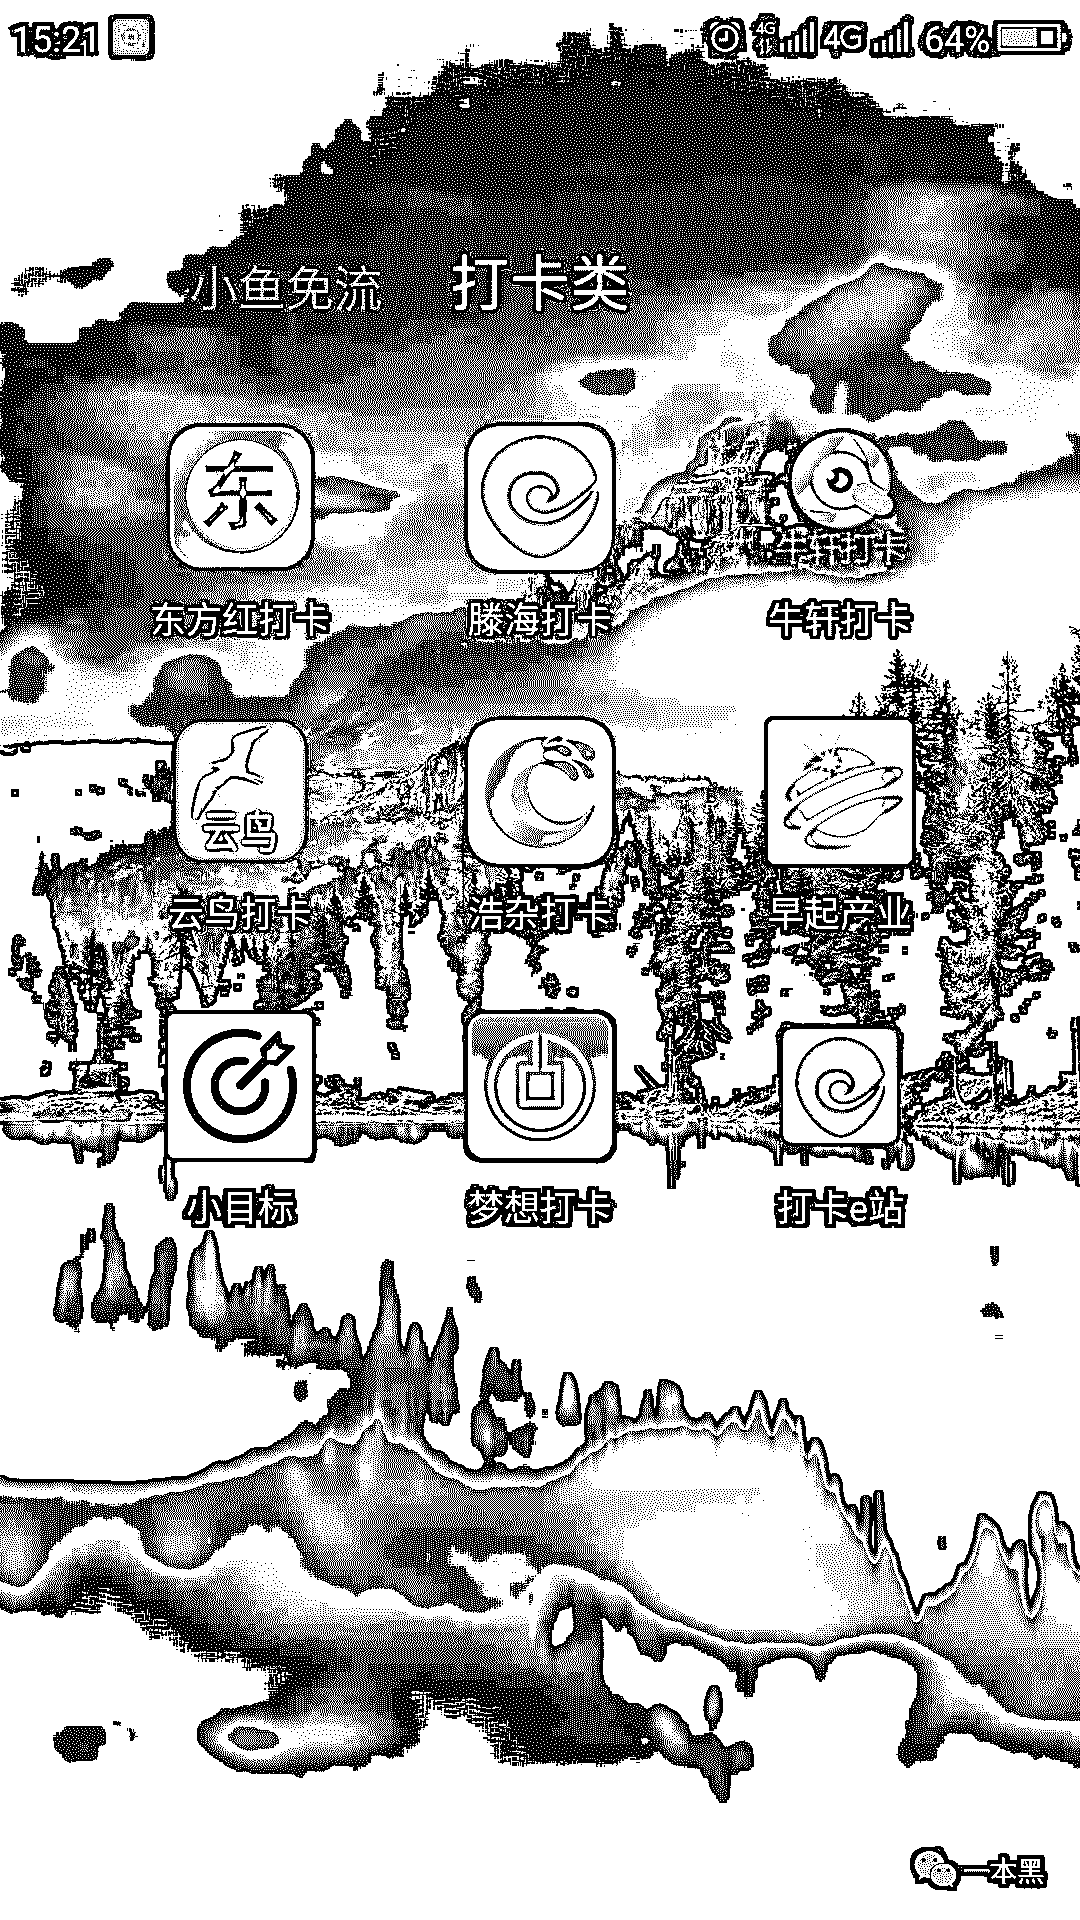 15:21 4G 1X 4G 64%
小鱼免流 打卡类
东
牛轩打卡
东方红打卡 滕海打卡 牛轩打卡
云鸟
云鸟打卡 浩杂打卡 早起产业
小目标 梦想打卡 打卡e站
一本黑